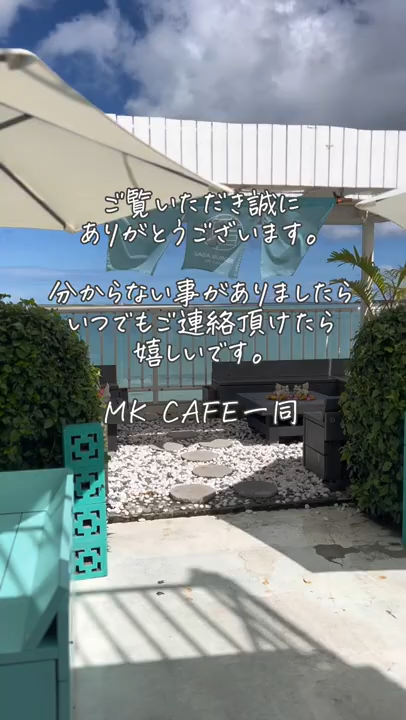 ご覧いただき誠に
ありがとうございます。
分からない事がありましたら
いつでもご連絡頂けたら
嬉しいです。
MK CAFE一同